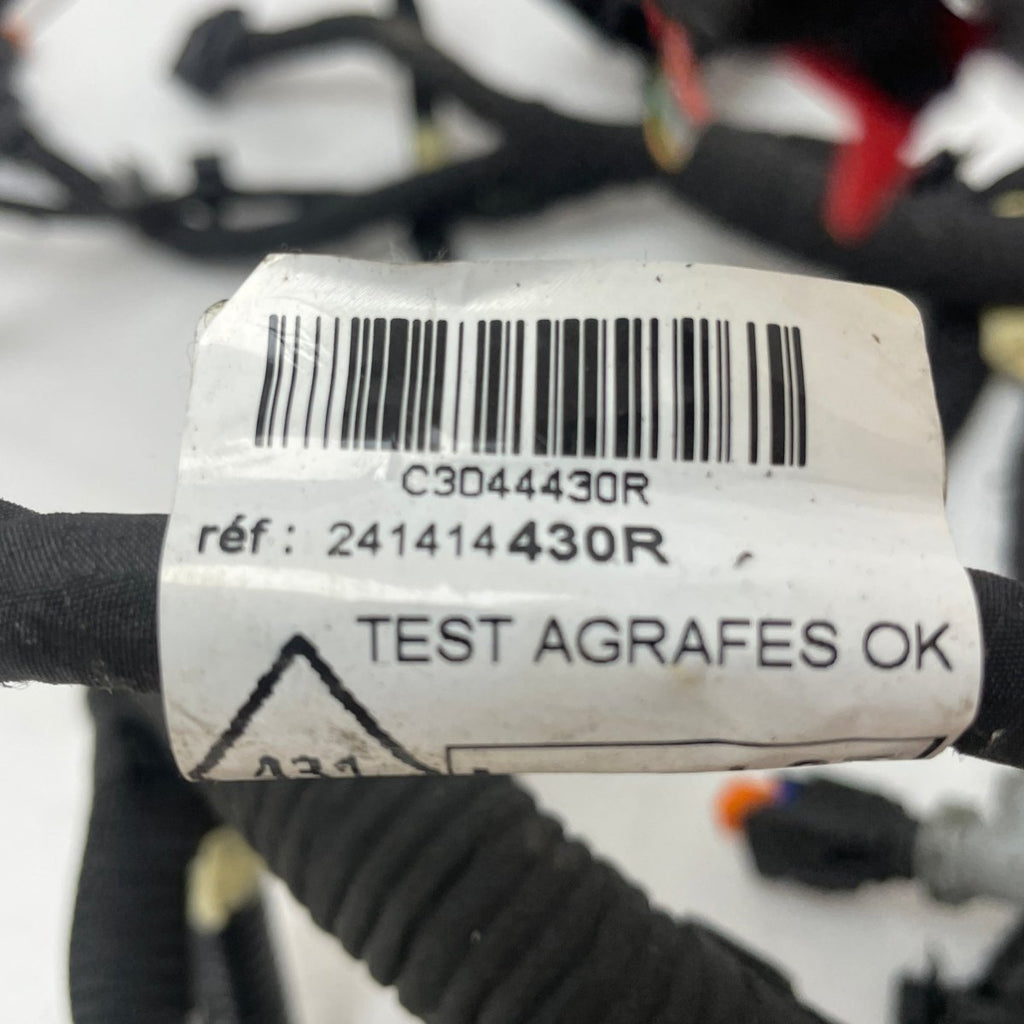 C3044430R
réf : 241414430R
TEST AGRAFES OK